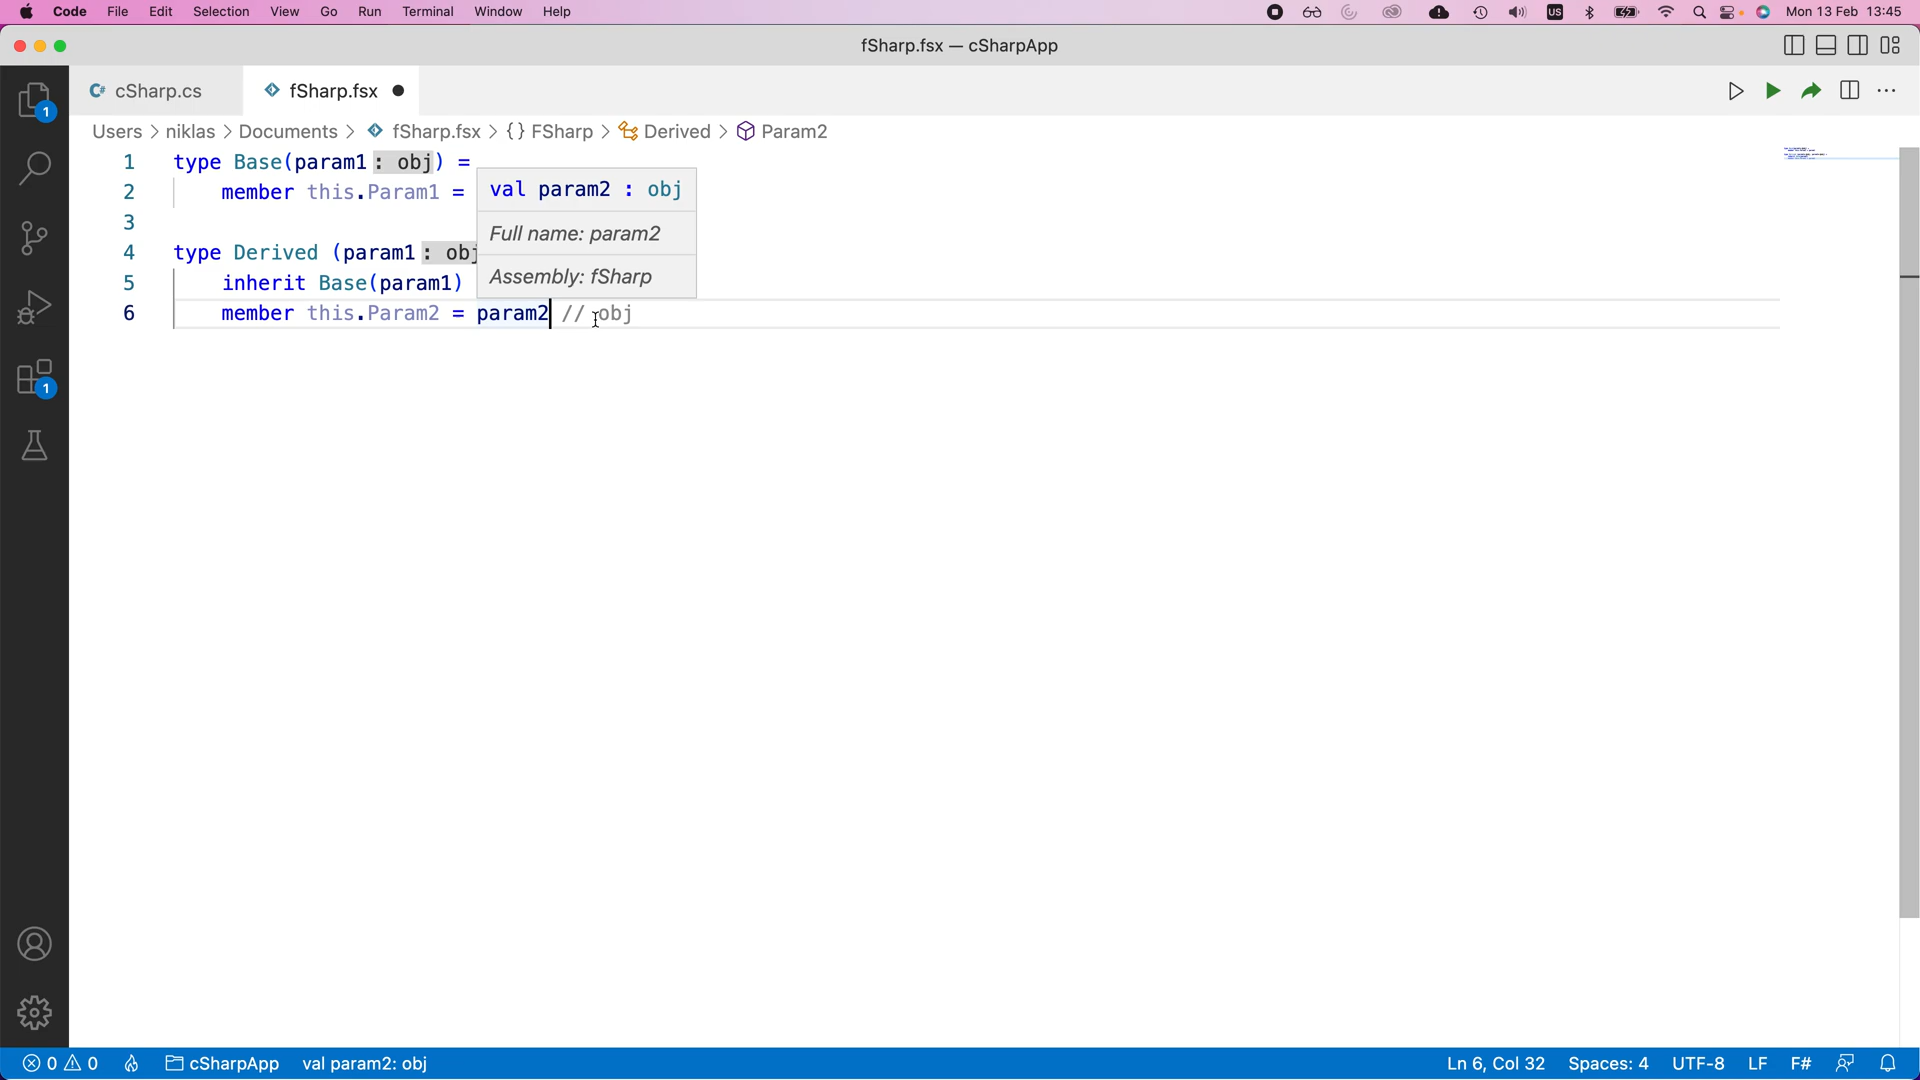 Code File Edit Selection View Go Run Terminal Window Help US Mon 13 Feb 13:45
fSharp.fsx — cSharpApp
C# cSharp.cs fSharp.fsx
Users > niklas > Documents > fSharp.fsx > {} FSharp > Derived > Param2
1 type Base(param1: obj) =
2 member this.Param1 =
val param2 : obj
3
Full name: param2
4 type Derived (param1: obj
5 inherit Base(param1)
Assembly: fSharp
6 member this.Param2 = param2 // obj
1
1
0 0 cSharpApp val param2: obj Ln 6, Col 32 Spaces: 4 UTF-8 LF F#